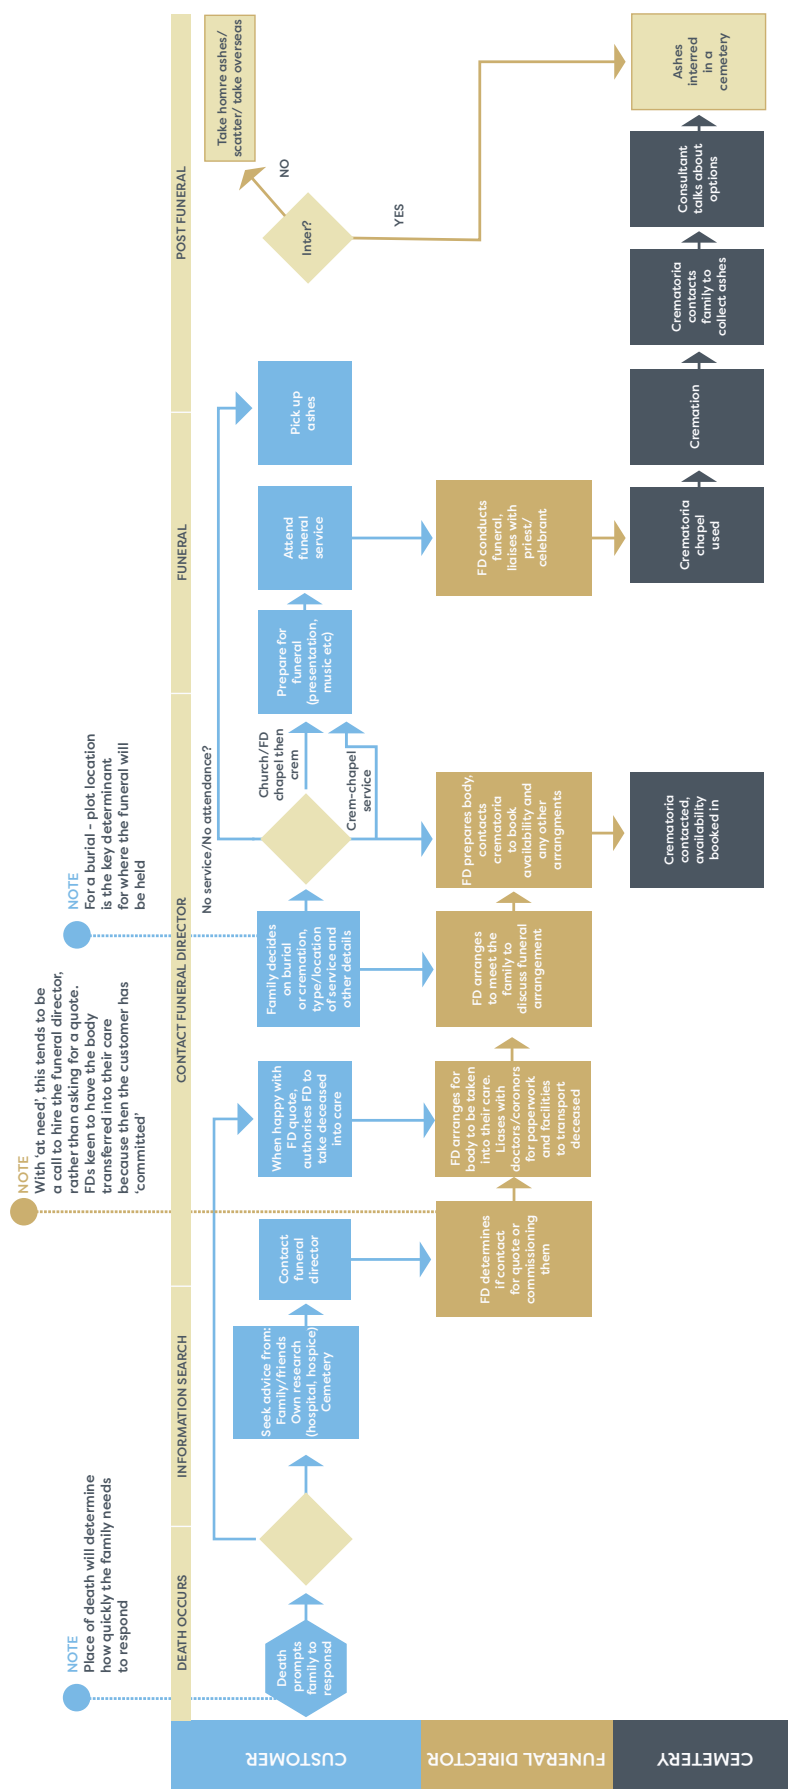 NOTE
Place of death will determine
how quickly the family needs
to respond
NOTE
With ‘at need’, this tends to be
a call to hire the funeral director,
rather than asking for a quote.
FDs keen to have the body
transferred into their care
because then the customer has
‘committed’
NOTE
For a burial - plot location
is the key determinant
for where the funeral will
be held
DEATH OCCURS
INFORMATION SEARCH
CONTACT FUNERAL DIRECTOR
FUNERAL
POST FUNERAL
CUSTOMER
Death
prompts
family to
responsd
Seek advice from:
Family/friends
Own research
(hospital, hospice)
Cemetery
Contact
funeral
director
When happy with
FD quote,
authorises FD to
take deceased
into care
Family decides
on burial
or cremation,
type/location
of service and
other details
No service/No attendance?
Church/FD
chapel then
crem
Crem-chapel
service
Prepare for
funeral
(presentation,
music etc)
Attend
funeral
service
Pick up
ashes
Inter?
NO
YES
Take homre ashes/
scatter/ take overseas
FUNERAL DIRECTOR
FD determines
if contact
for quote or
commissioning
them
FD arranges for
body to be taken
into their care.
Liases with
doctors/coronors
for paperwork
and facilities
to transport
deceased
FD arranges
to meet the
family to
discuss funeral
arrangement
FD prepares body,
contacts
crematoria
to book
availability and
any other
arrangments
FD conducts
funeral,
liaises with
priest/
celebrant
CEMETERY
Crematoria
contacted,
availability
booked in
Crematoria
chapel
used
Cremation
Crematoria
contacts
family to
collect ashes
Consultant
talks about
options
Ashes
interred
in a
cemetery